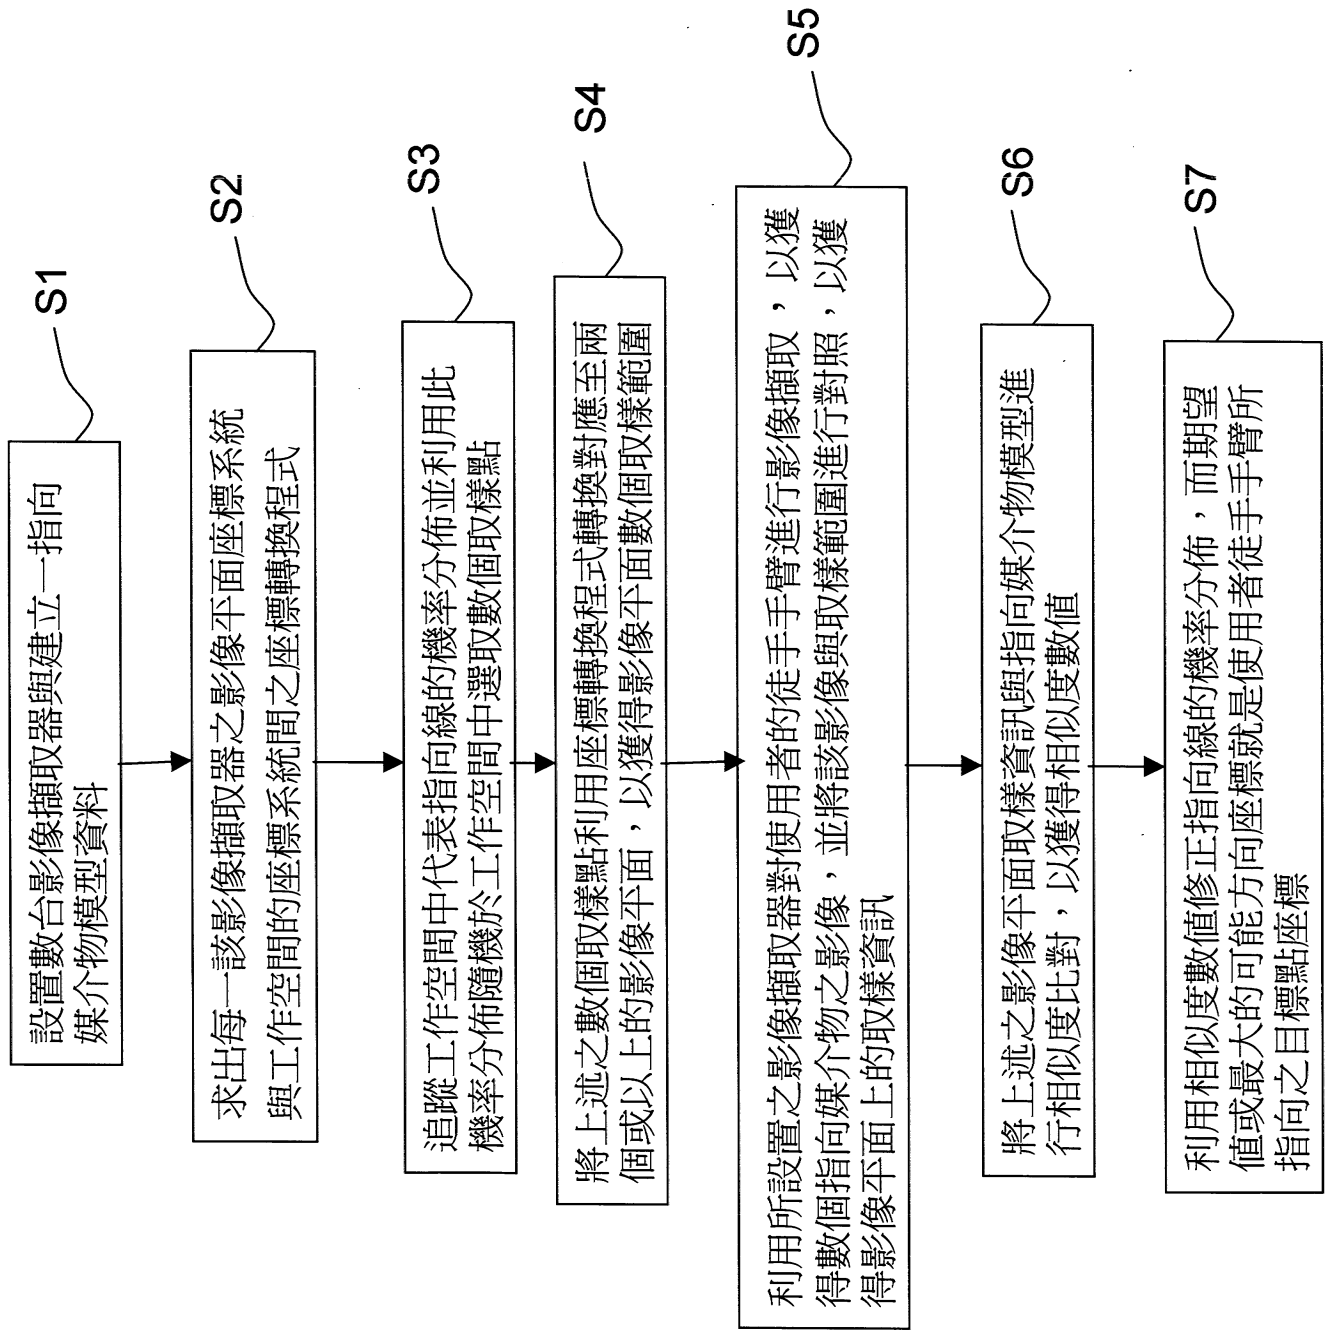 S1
設置數台影像擷取器與建立一指向
媒介物模型資料
S2
求出每一該影像擷取器之影像平面座標系統
與工作空間的座標系統間之座標轉換程式
S3
追蹤工作空間中代表指向線的機率分佈並利用此
機率分佈隨機於工作空間中選取數個取樣點
S4
將上述之數個取樣點利用座標轉換程式轉換對應至兩
個或以上的影像平面，以獲得影像平面數個取樣範圍
S5
利用所設置之影像擷取器對使用者的徒手手臂進行影像擷取，以獲
得數個指向媒介物之影像，並將該影像與取樣範圍進行對照，以獲
得影像平面上的取樣資訊
S6
將上述之影像平面取樣資訊與指向媒介物模型進
行相似度比對，以獲得相似度數值
S7
利用相似度數值修正指向線的機率分佈，而期望
值或最大的可能方向座標就是使用者徒手手臂所
指向之目標點座標